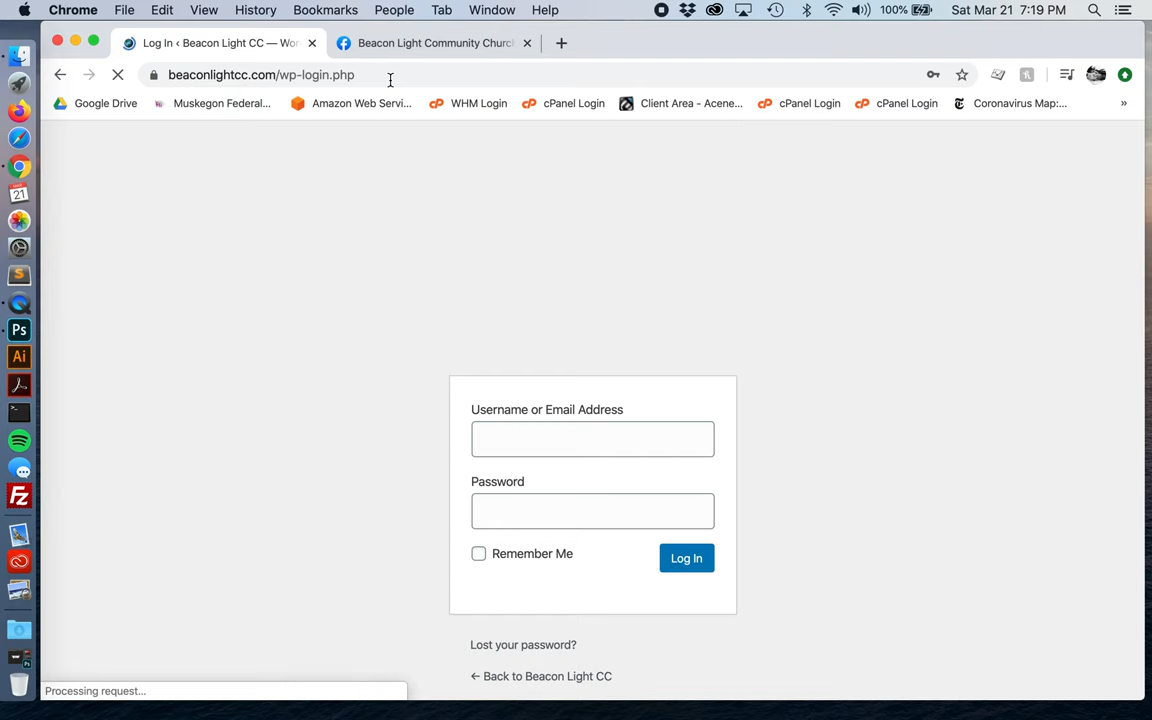 Chrome File Edit View History Bookmarks People Tab Window Help 100% Sat Mar 21 7:19 PM
Log In ‹ Beacon Light CC — Wor Beacon Light Community Churc
beaconlightcc.com/wp-login.php
Google Drive Muskegon Federal... Amazon Web Servi... WHM Login cPanel Login Client Area - Acene... cPanel Login cPanel Login Coronavirus Map:... »
21
S
Ps
Ai
Username or Email Address
Password
Remember Me
Log In
Lost your password?
← Back to Beacon Light CC
Processing request...